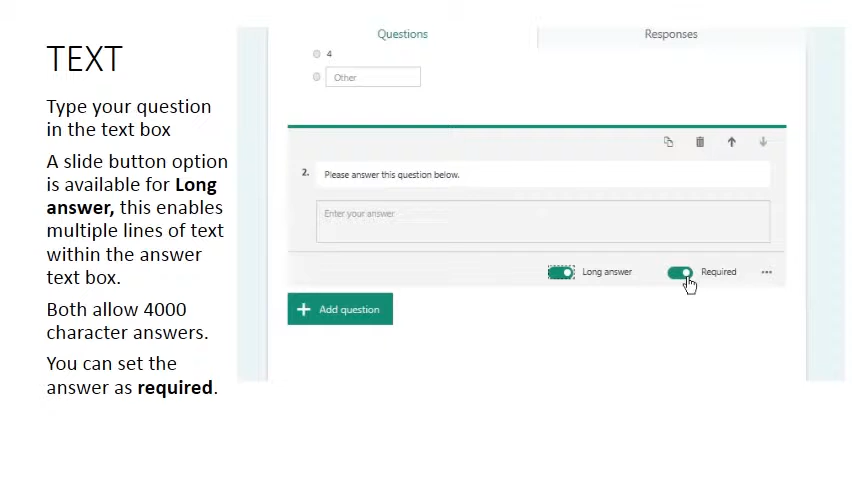 TEXT
Type your question
in the text box
A slide button option
is available for Long
answer, this enables
multiple lines of text
within the answer
text box.
Both allow 4000
character answers.
You can set the
answer as required.
Questions Responses
4
Other
2. Please answer this question below.
Enter your answer
Long answer Required
Add question